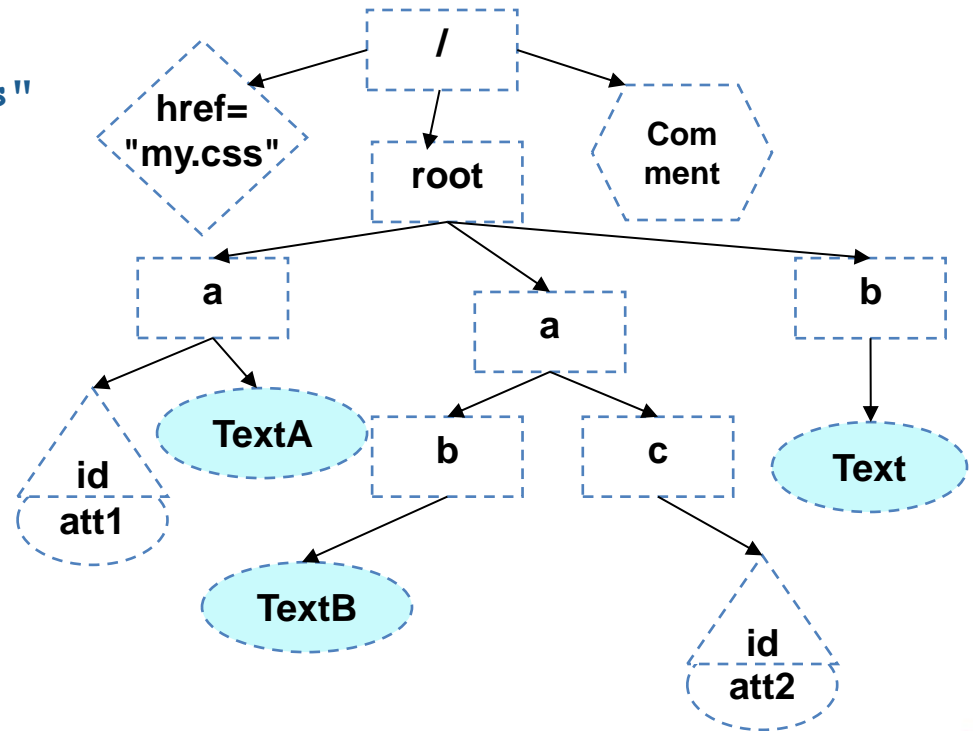 /
s"
href=
"my.css"
Com
ment
root
a
a
b
TextA
b
c
Text
id
att1
TextB
id
att2